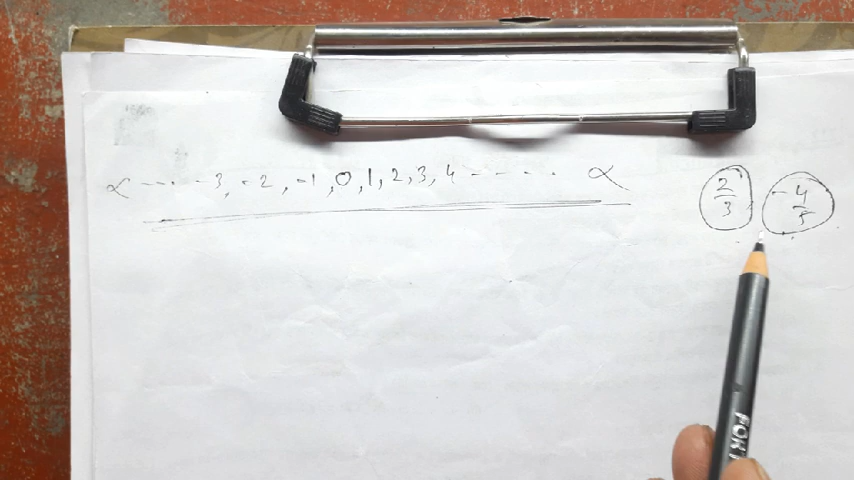 ∝ ----- -3, -2, -1, 0, 1, 2, 3, 4 ------ ∝
2/3, -4/5
FORT